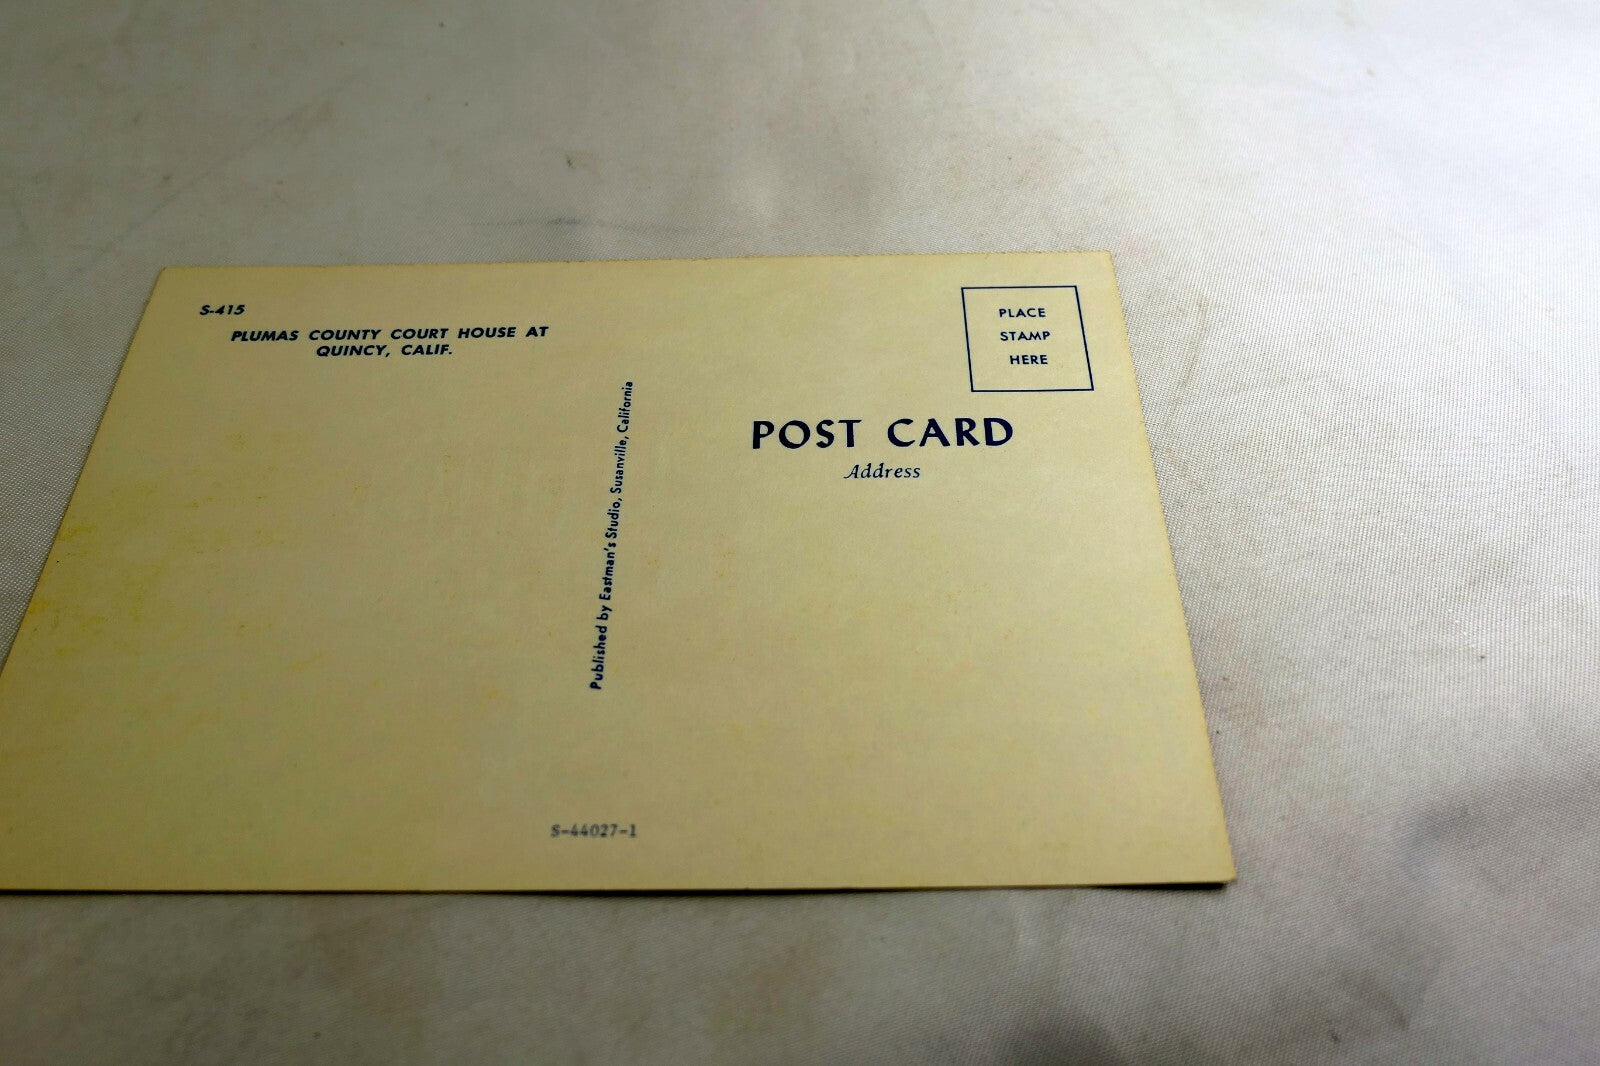 S-415
PLUMAS COUNTY COURT HOUSE AT
QUINCY, CALIF.
Published by Eastman's Studio, Susanville, California
PLACE
STAMP
HERE
POST CARD
Address
S-44027-1